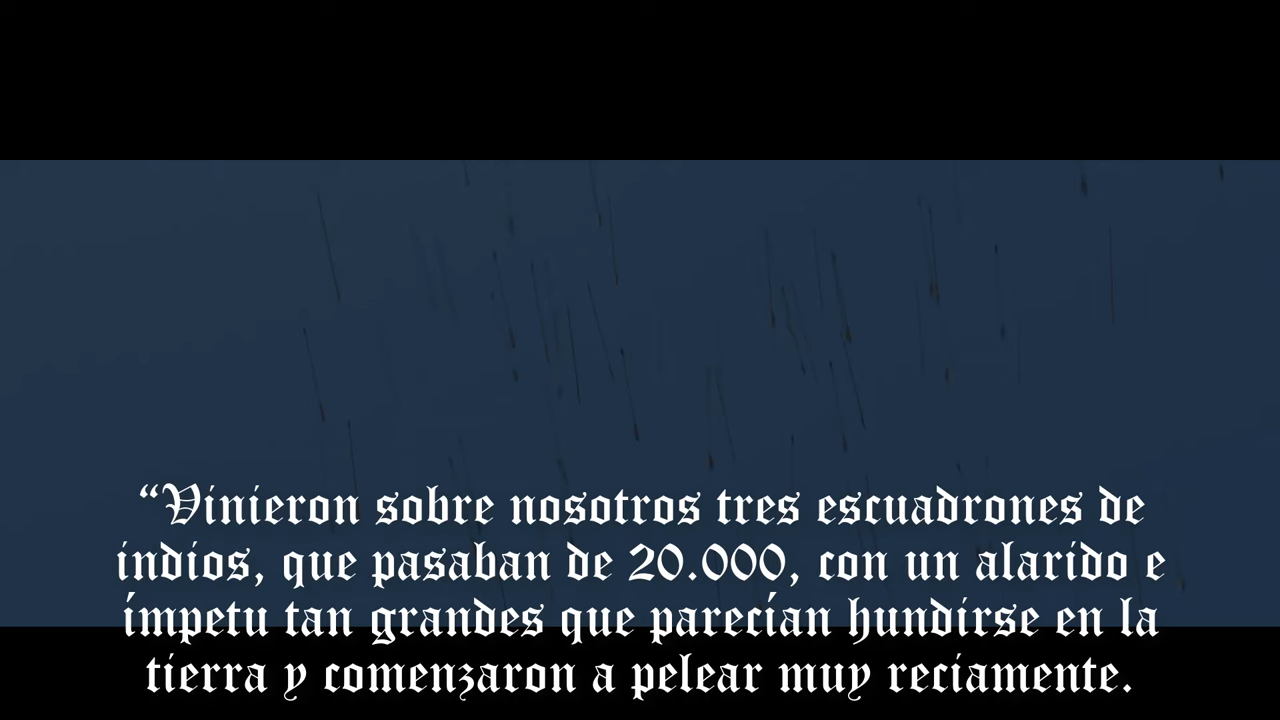 “Vinieron sobre nosotros tres escuadrones de
indios, que pasaban de 20.000, con un alarido e
ímpetu tan grandes que parecían hundirse en la
tierra y comenzaron a pelear muy reciamente.